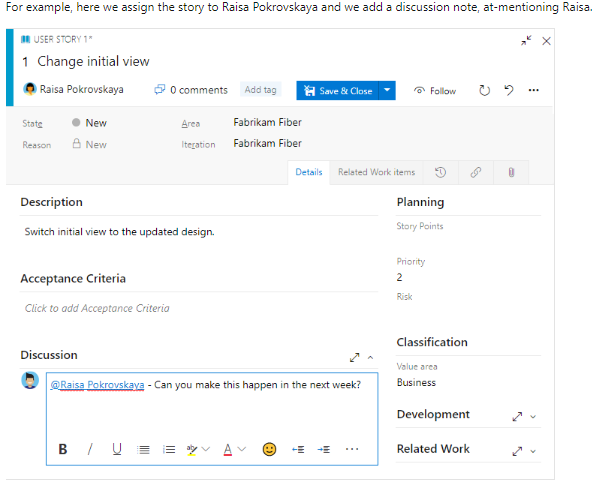 For example, here we assign the story to Raisa Pokrovskaya and we add a discussion note, at-mentioning Raisa.
USER STORY 1*
1 Change initial view
Raisa Pokrovskaya 0 comments Add tag Save & Close Follow ...
State New Area Fabrikam Fiber
Reason New Iteration Fabrikam Fiber
Details Related Work items
Description Planning
Switch initial view to the updated design. Story Points
Priority
Acceptance Criteria 2
Click to add Acceptance Criteria Risk
Classification
Discussion
Value area
@Raisa Pokrovskaya - Can you make this happen in the next week? Business
Development
B I U aby A ... Related Work